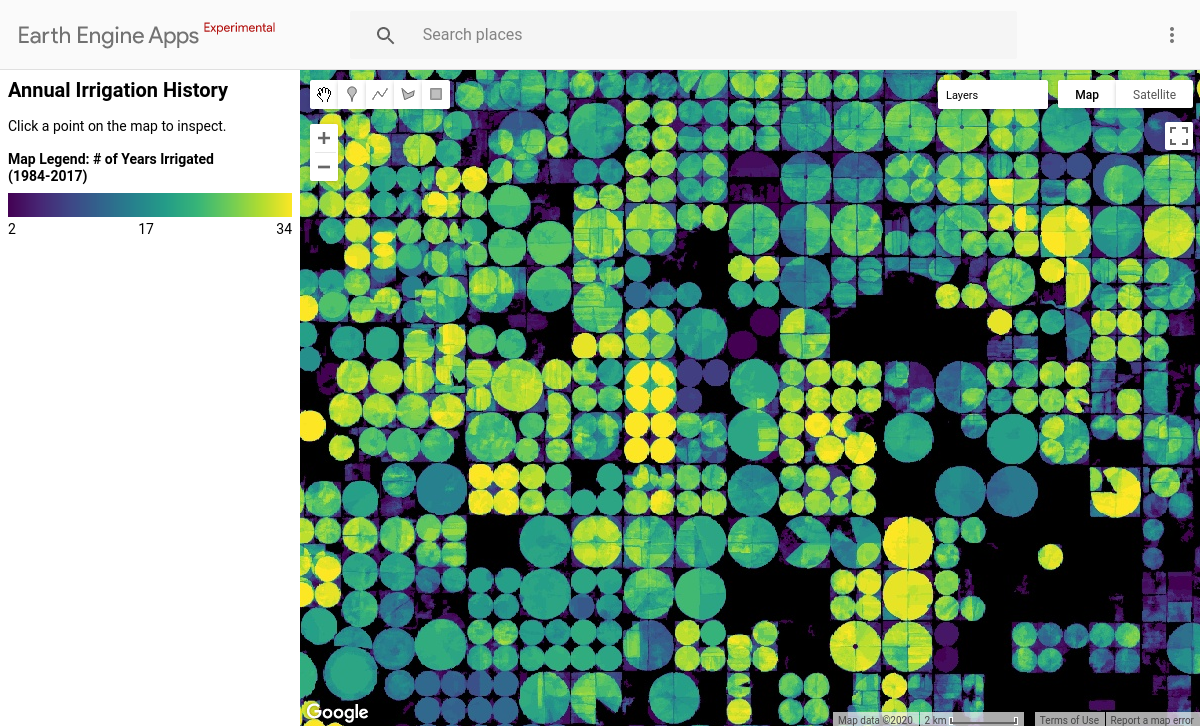 Earth Engine Apps Experimental
Search places
Annual Irrigation History
Click a point on the map to inspect.
Map Legend: # of Years Irrigated
(1984-2017)
2 17 34
Layers
Map Satellite
Google
Map data ©2020 2 km Terms of Use Report a map